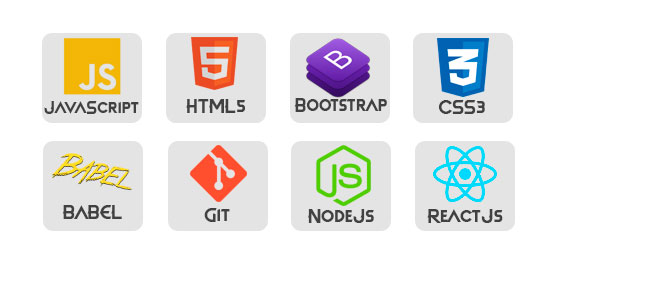 JS
JavaScript
5
HTML5
B
Bootstrap
3
CSS3
BABEL
BABEL
JS
Git
NodeJs
ReactJs